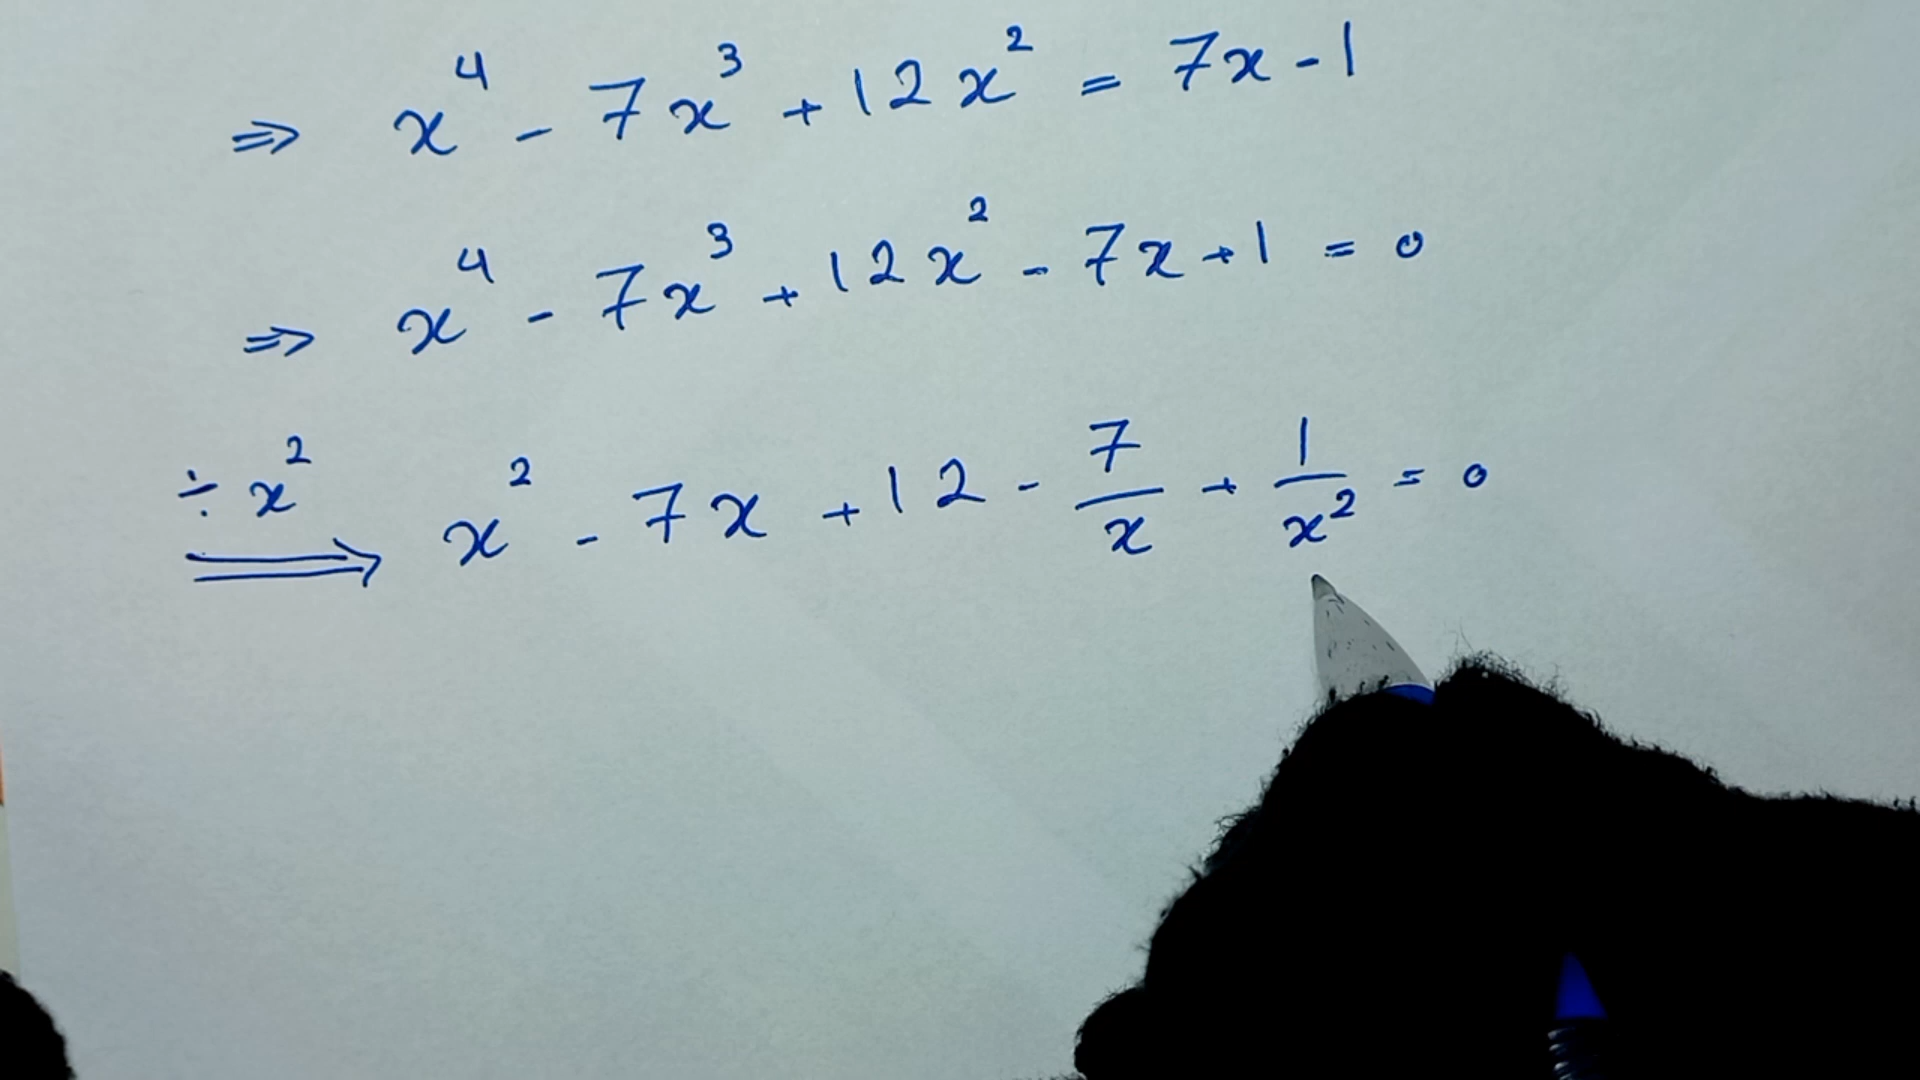 ⇒ x⁴ - 7x³ + 12x² = 7x - 1
⇒ x⁴ - 7x³ + 12x² - 7x + 1 = 0
÷ x² ⟹ x² - 7x + 12 - 7/x + 1/x² = 0